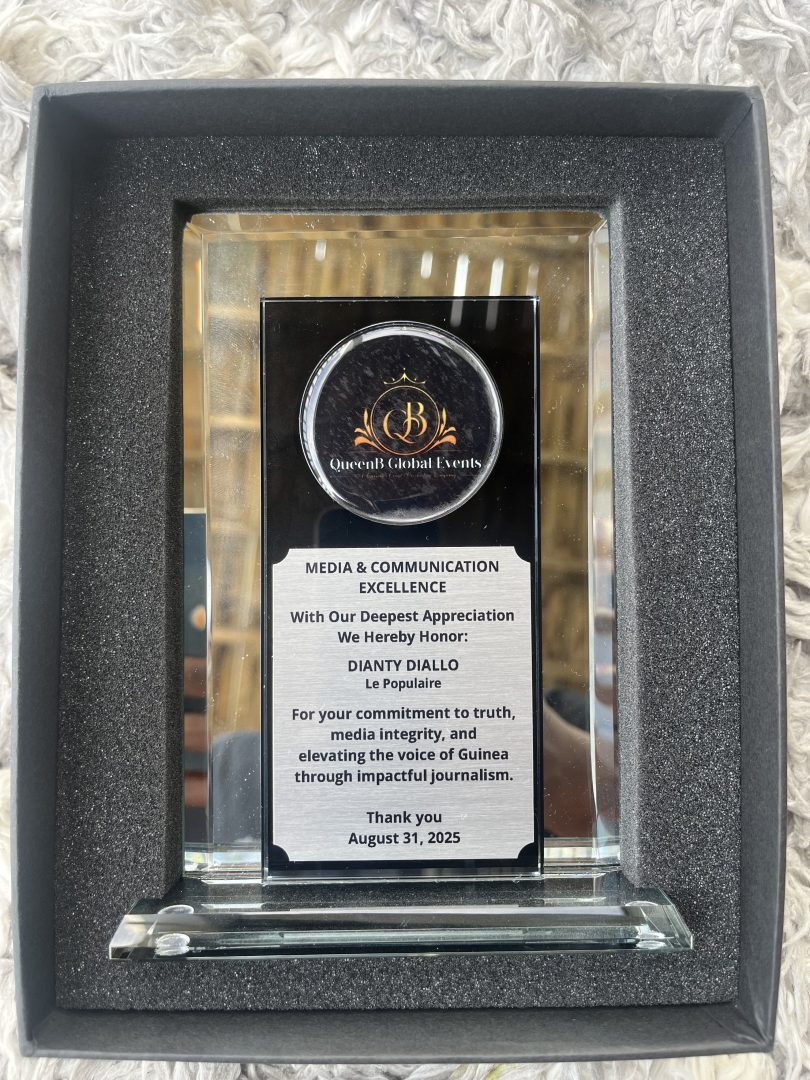 QB
QueenB Global Events
MEDIA & COMMUNICATION
EXCELLENCE
With Our Deepest Appreciation
We Hereby Honor:
DIANTY DIALLO
Le Populaire
For your commitment to truth,
media integrity, and
elevating the voice of Guinea
through impactful journalism.
Thank you
August 31, 2025